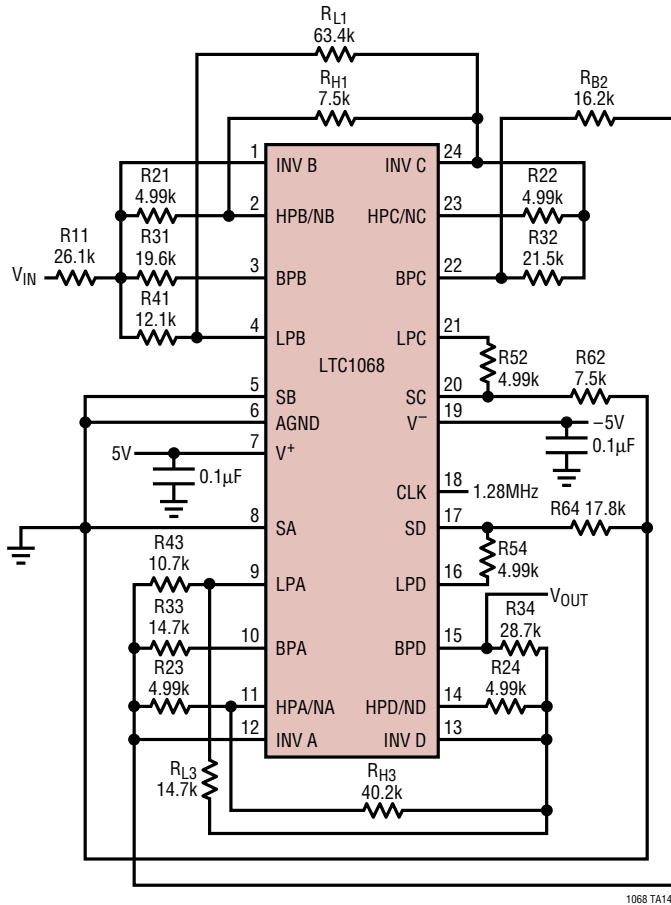 RL1
63.4k
RH1
7.5k
RB2
16.2k
1
INV B
INV C
24
R21
4.99k
2
HPB/NB
HPC/NC
23
R22
4.99k
R11
26.1k
VIN
R31
19.6k
3
BPB
BPC
22
R32
21.5k
R41
12.1k
4
LPB
LPC
21
LTC1068
R52
4.99k
R62
7.5k
5
SB
SC
20
6
AGND
V–
19
–5V
0.1µF
5V
7
V+
0.1µF
CLK
18
1.28MHz
8
SA
SD
17
R64 17.8k
R43
10.7k
9
LPA
LPD
16
R54
4.99k
VOUT
R33
14.7k
10
BPA
BPD
15
R34
28.7k
R23
4.99k
11
HPA/NA
HPD/ND
14
R24
4.99k
12
INV A
INV D
13
RL3
14.7k
RH3
40.2k
1068 TA14